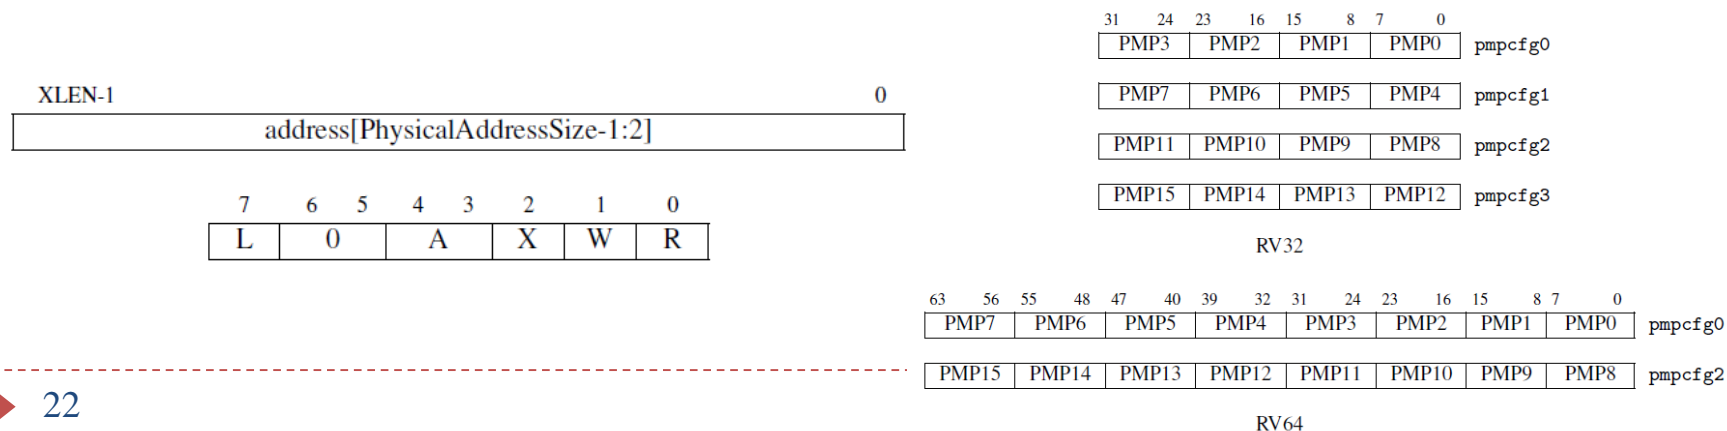 XLEN-1 0
address[PhysicalAddressSize-1:2]
7 6 5 4 3 2 1 0
L 0 A X W R
22
31 24 23 16 15 8 7 0
PMP3 PMP2 PMP1 PMP0 pmpcfg0
PMP7 PMP6 PMP5 PMP4 pmpcfg1
PMP11 PMP10 PMP9 PMP8 pmpcfg2
PMP15 PMP14 PMP13 PMP12 pmpcfg3
RV32
63 56 55 48 47 40 39 32 31 24 23 16 15 8 7 0
PMP7 PMP6 PMP5 PMP4 PMP3 PMP2 PMP1 PMP0 pmpcfg0
PMP15 PMP14 PMP13 PMP12 PMP11 PMP10 PMP9 PMP8 pmpcfg2
RV64